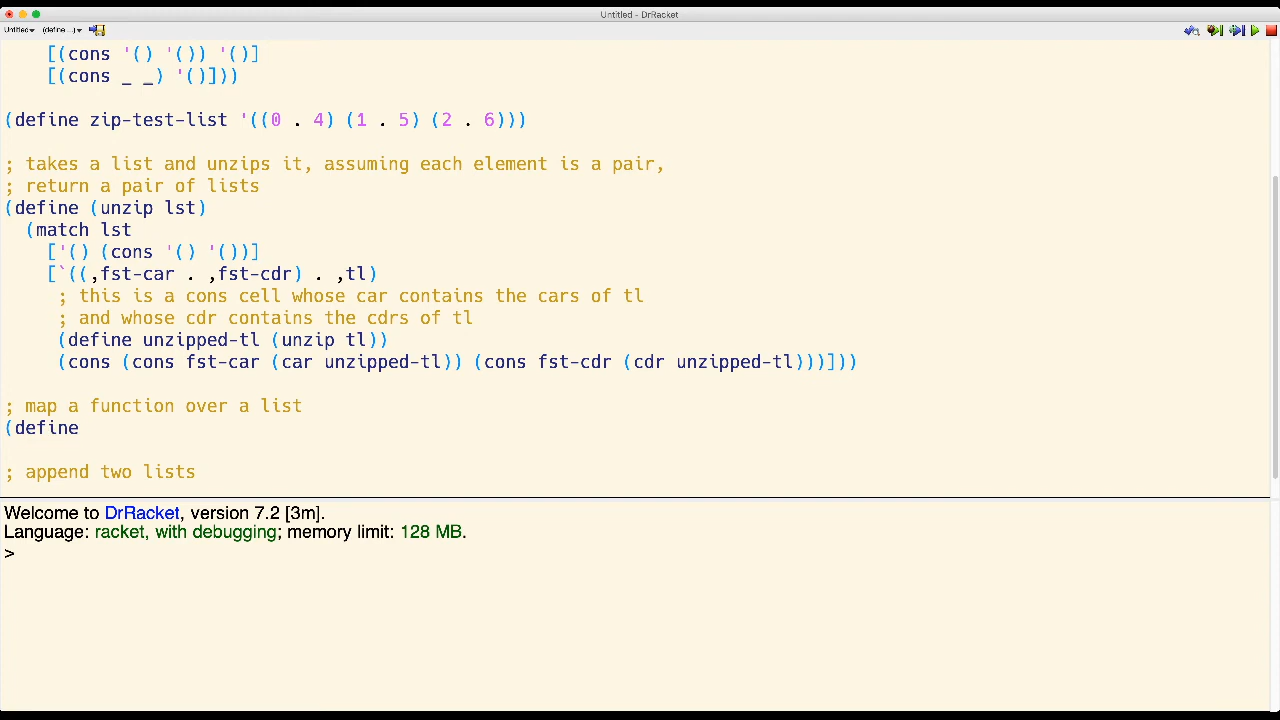 Untitled - DrRacket
Untitled (define ...)
[(cons '() '()) '()]
[(cons _ _) '()]))
(define zip-test-list '((0 . 4) (1 . 5) (2 . 6)))
; takes a list and unzips it, assuming each element is a pair,
; return a pair of lists
(define (unzip lst)
(match lst
['() (cons '() '())]
[`((,fst-car . ,fst-cdr) . ,tl)
; this is a cons cell whose car contains the cars of tl
; and whose cdr contains the cdrs of tl
(define unzipped-tl (unzip tl))
(cons (cons fst-car (car unzipped-tl)) (cons fst-cdr (cdr unzipped-tl)))]))
; map a function over a list
(define
; append two lists
Welcome to DrRacket, version 7.2 [3m].
Language: racket, with debugging; memory limit: 128 MB.
>